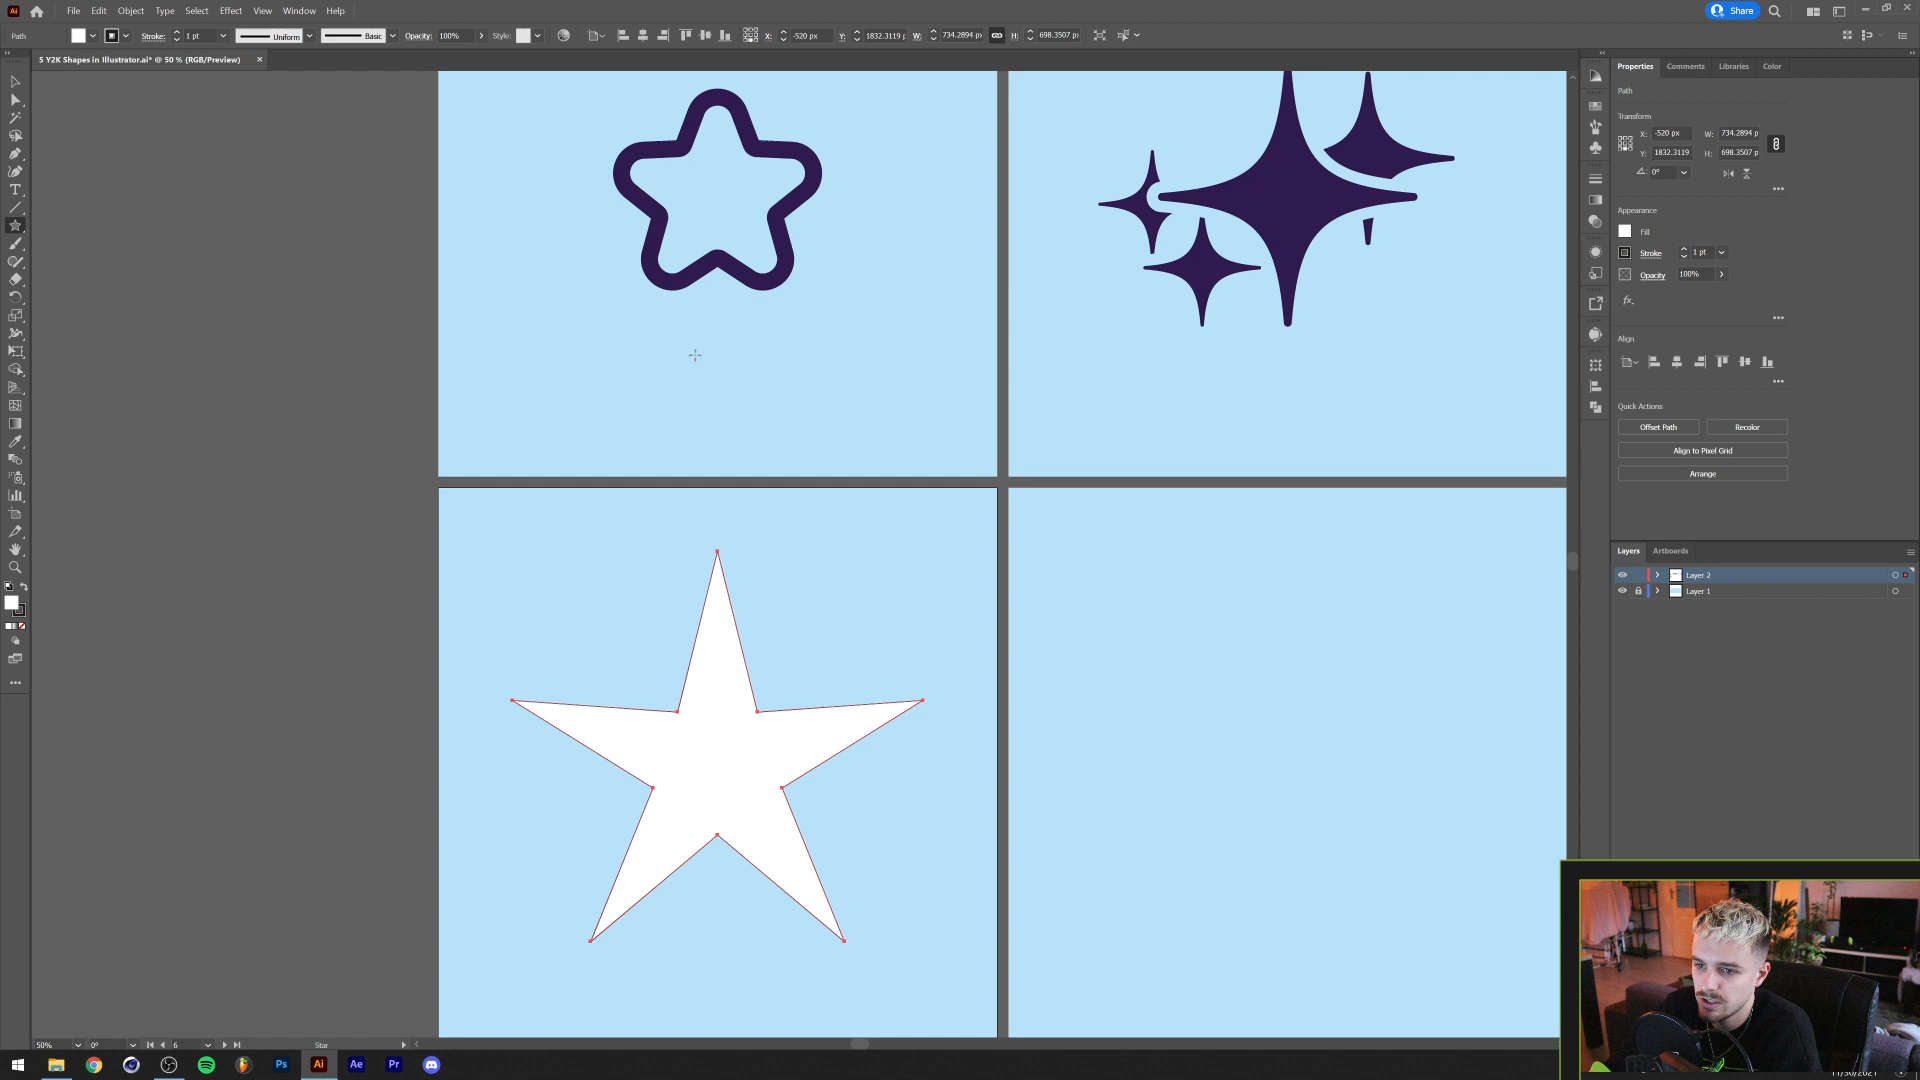 Ai File Edit Object Type Select Effect View Window Help Share
Path Stroke: 1 pt Uniform Basic Opacity: 100% Style: X: -520 px Y: 1832.3119 p W: 734.2894 px H: 698.3507 px
5 Y2K Shapes in Illustrator.ai* @ 50 % (RGB/Preview) ×
Properties Comments Libraries Color
Path
Transform
X: -520 px W: 734.2894 p
Y: 1832.3119 H: 698.3507 p
0°
Appearance
Fill
Stroke 1 pt
Opacity 100%
fx.
Align
Quick Actions
Offset Path Recolor
Align to Pixel Grid
Arrange
Layers Artboards
Layer 2
Layer 1
50% 0° 6 Star
Ps Ai Ae Pr